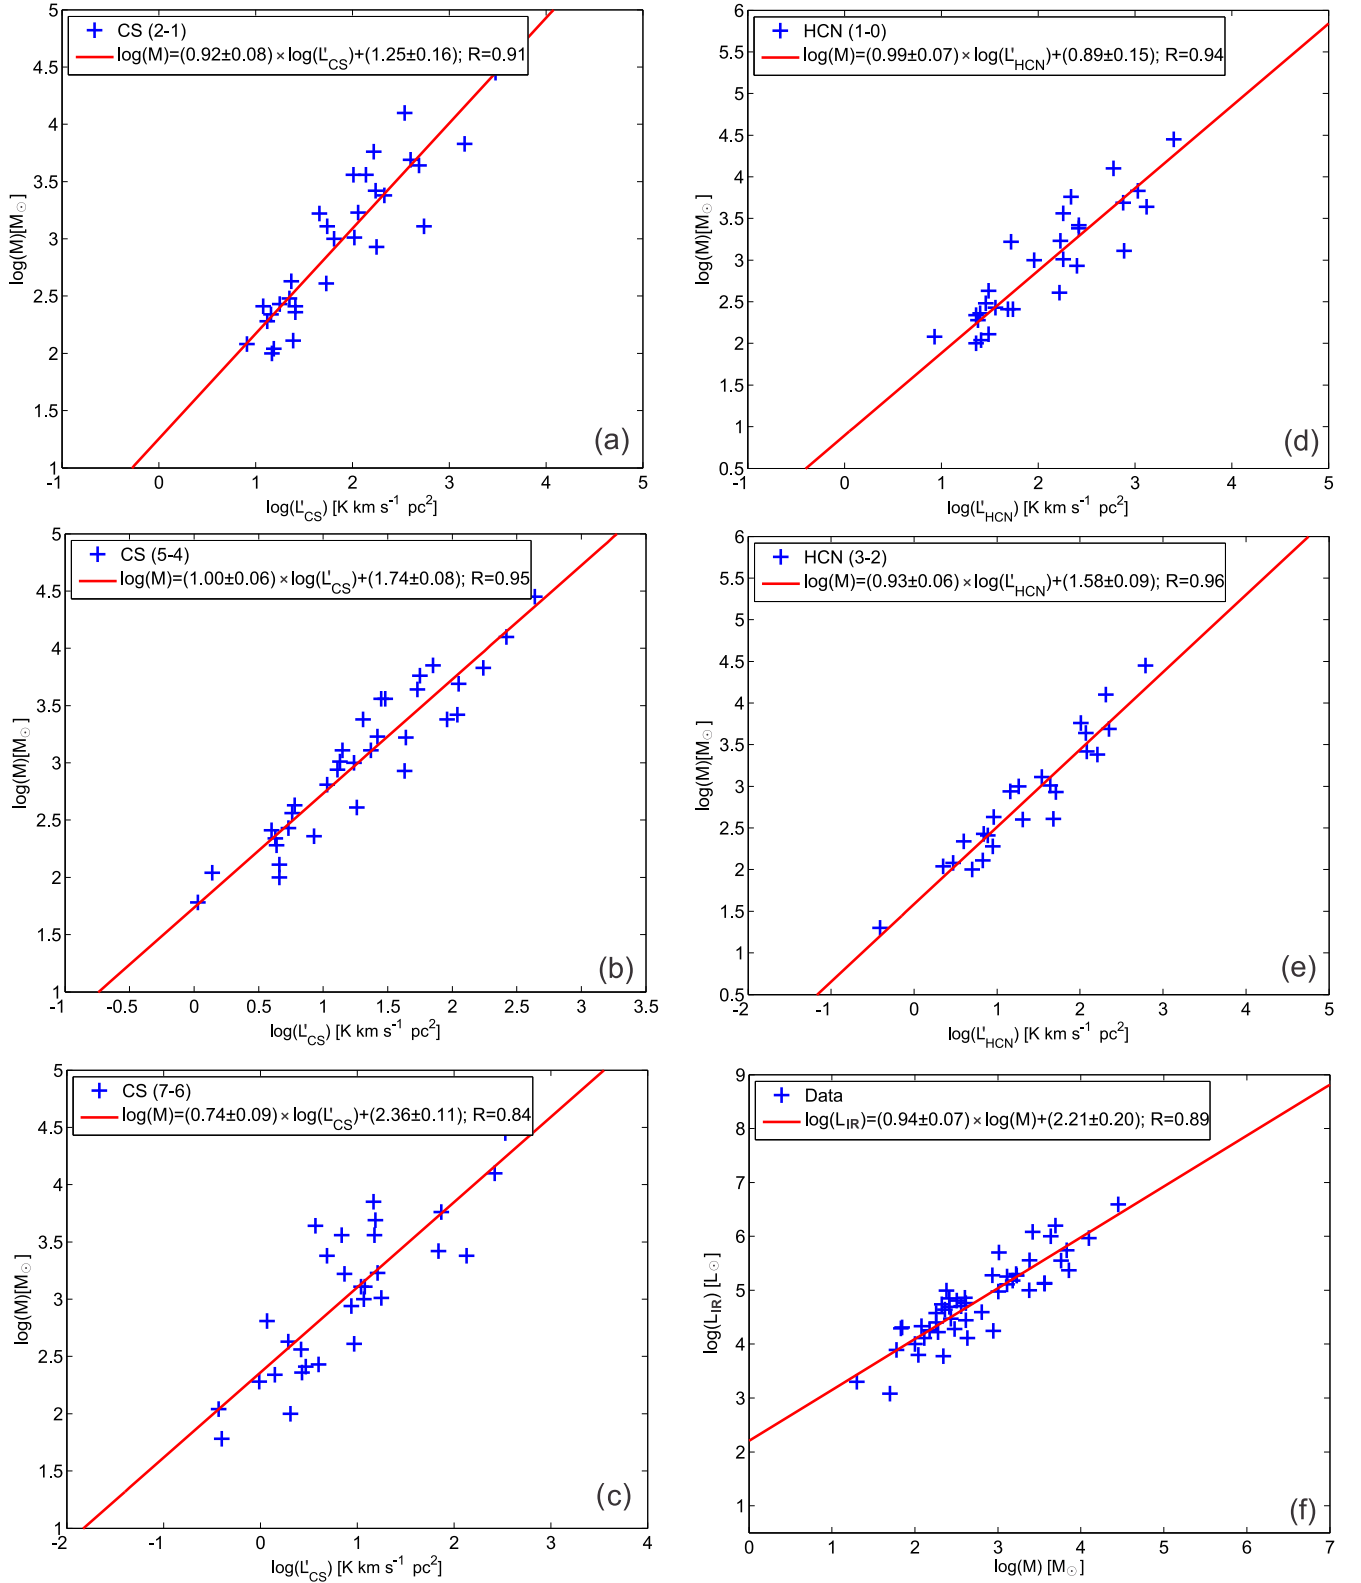 CS (2-1)
log(M)=(0.92±0.08)×log(L'CS)+(1.25±0.16); R=0.91
5
4.5
4
3.5
3
2.5
2
1.5
1
log(M)[M☉]
-1 0 1 2 3 4 5
log(L'CS) [K km s-1 pc2]
(a)
HCN (1-0)
log(M)=(0.99±0.07)×log(L'HCN)+(0.89±0.15); R=0.94
6
5.5
5
4.5
4
3.5
3
2.5
2
1.5
1
0.5
log(M)[M☉]
-1 0 1 2 3 4 5
log(L'HCN) [K km s-1 pc2]
(d)
CS (5-4)
log(M)=(1.00±0.06)×log(L'CS)+(1.74±0.08); R=0.95
5
4.5
4
3.5
3
2.5
2
1.5
1
log(M)[M☉]
-1 -0.5 0 0.5 1 1.5 2 2.5 3 3.5
log(L'CS) [K km s-1 pc2]
(b)
HCN (3-2)
log(M)=(0.93±0.06)×log(L'HCN)+(1.58±0.09); R=0.96
6
5.5
5
4.5
4
3.5
3
2.5
2
1.5
1
0.5
log(M)[M☉]
-2 -1 0 1 2 3 4 5
log(L'HCN) [K km s-1 pc2]
(e)
CS (7-6)
log(M)=(0.74±0.09)×log(L'CS)+(2.36±0.11); R=0.84
5
4.5
4
3.5
3
2.5
2
1.5
1
log(M)[M☉]
-2 -1 0 1 2 3 4
log(L'CS) [K km s-1 pc2]
(c)
Data
log(LIR)=(0.94±0.07)×log(M)+(2.21±0.20); R=0.89
9
8
7
6
5
4
3
2
1
log(LIR) [L☉]
0 1 2 3 4 5 6 7
log(M) [M☉]
(f)